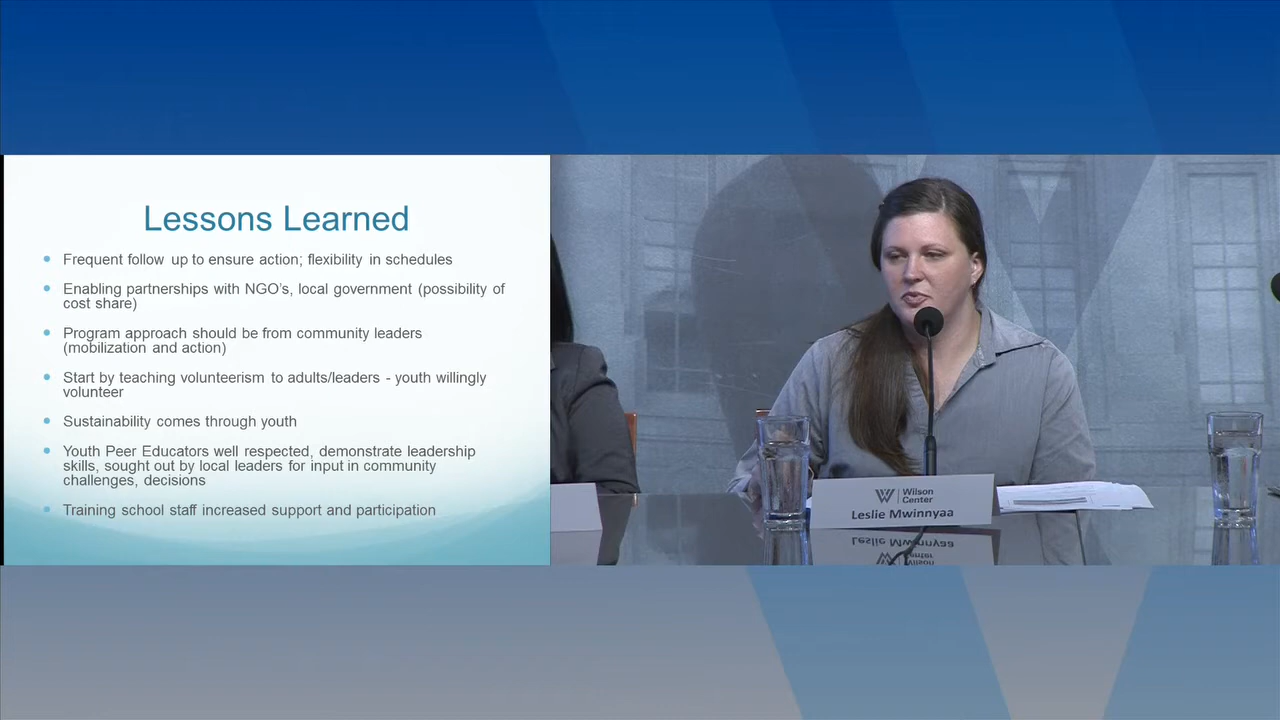 Lessons Learned
Frequent follow up to ensure action; flexibility in schedules
Enabling partnerships with NGO's, local government (possibility of
cost share)
Program approach should be from community leaders
(mobilization and action)
Start by teaching volunteerism to adults/leaders - youth willingly
volunteer
Sustainability comes through youth
Youth Peer Educators well respected, demonstrate leadership
skills, sought out by local leaders for input in community
challenges, decisions
Training school staff increased support and participation
Wilson
Center
Leslie Mwinnyaa